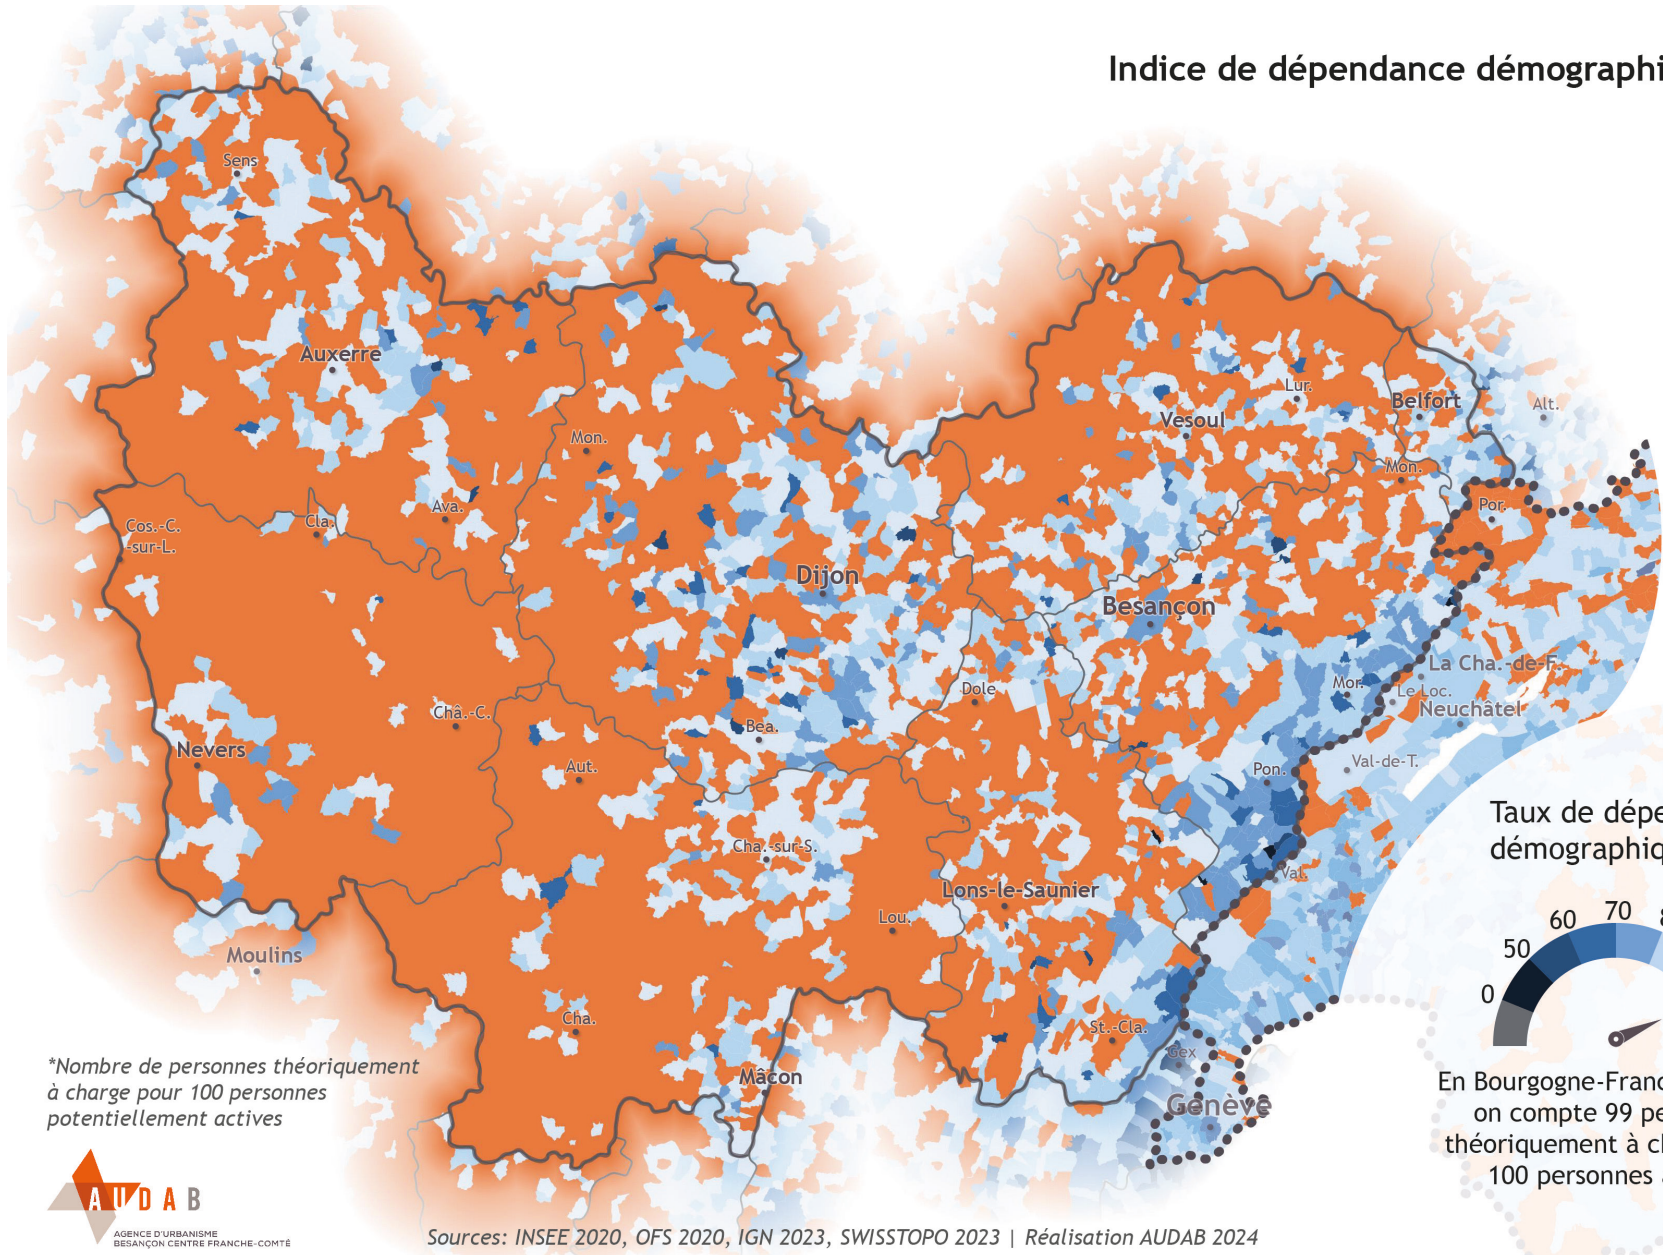 Indice de dépendance démographi
Sens
Auxerre
Mon.
Ava.
Cla.
Cos.-C.
-sur-L.
Châ.-C.
Nevers
Moulins
Dijon
Bea.
Aut.
Cha.-sur-S.
Lou.
Cha.
Mâcon
Vesoul
Lur.
Belfort
Alt.
Mon.
Por.
Besançon
Dole
La Cha.-de-F.
Mor.
Le Loc.
Neuchâtel
Val-de-T.
Pon.
Val.
Lons-le-Saunier
St.-Cla.
Gex
Genève
Taux de dépe
démographiq
0
50
60
70
En Bourgogne-Franc
on compte 99 pe
théoriquement à cl
100 personnes
*Nombre de personnes théoriquement
à charge pour 100 personnes
potentiellement actives
AUDAB
AGENCE D'URBANISME
BESANÇON CENTRE FRANCHE-COMTÉ
Sources: INSEE 2020, OFS 2020, IGN 2023, SWISSTOPO 2023 | Réalisation AUDAB 2024